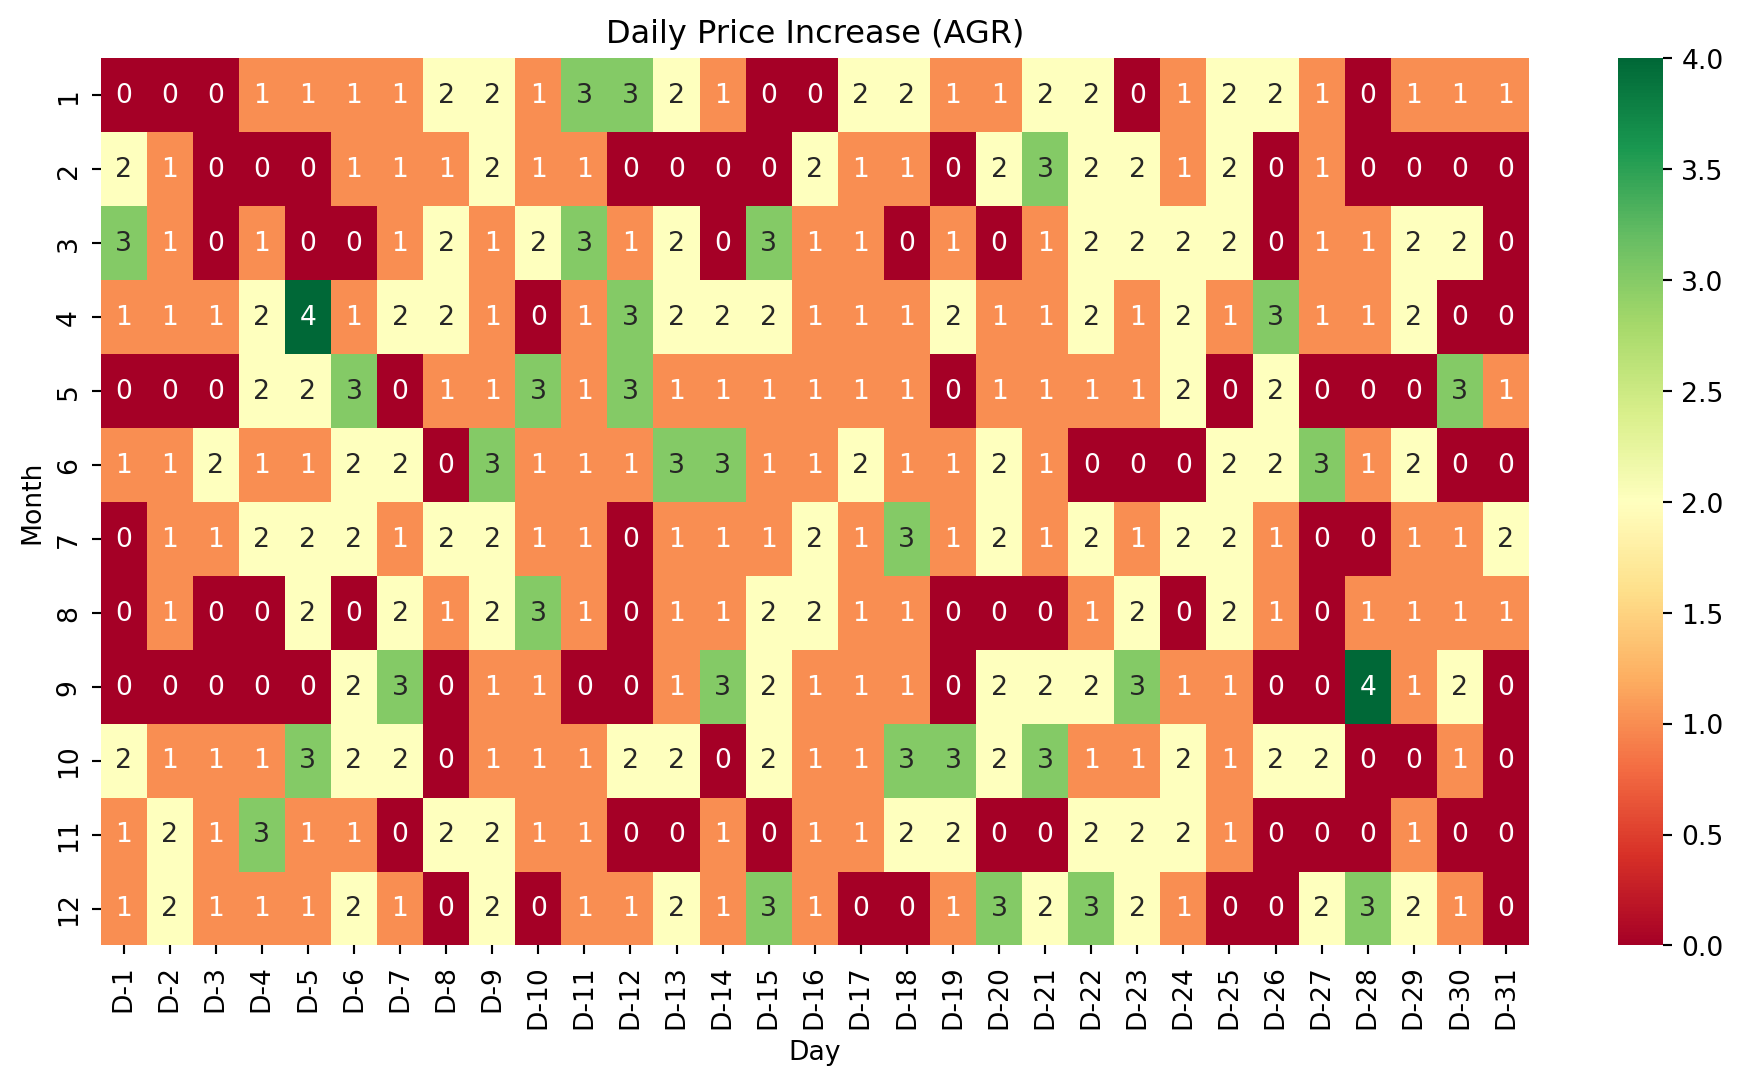 Daily Price Increase (AGR)
1 0 0 0 1 1 1 1 2 2 1 3 3 2 1 0 0 2 2 1 1 2 2 0 1 2 2 1 0 1 1 1
2 2 1 0 0 0 1 1 1 2 1 1 0 0 0 0 2 1 1 0 2 3 2 2 1 2 0 1 0 0 0 0
3 3 1 0 1 0 0 1 2 1 2 3 1 2 0 3 1 1 0 1 0 1 2 2 2 2 0 1 1 2 2 0
4 1 1 1 2 4 1 2 2 1 0 1 3 2 2 2 1 1 1 2 1 1 2 1 2 1 3 1 1 2 0 0
5 0 0 0 2 2 3 0 1 1 3 1 3 1 1 1 1 1 1 0 1 1 1 1 2 0 2 0 0 0 3 1
6 1 1 2 1 1 2 2 0 3 1 1 1 3 3 1 1 2 1 1 2 1 0 0 0 2 2 3 1 2 0 0
7 0 1 1 2 2 2 1 2 2 1 1 0 1 1 1 2 1 3 1 2 1 2 1 2 2 1 0 0 1 1 2
8 0 1 0 0 2 0 2 1 2 3 1 0 1 1 2 2 1 1 0 0 0 1 2 0 2 1 0 1 1 1 1
9 0 0 0 0 0 2 3 0 1 1 0 0 1 3 2 1 1 1 0 2 2 2 3 1 1 0 0 4 1 2 0
10 2 1 1 1 3 2 2 0 1 1 1 2 2 0 2 1 1 3 3 2 3 1 1 2 1 2 2 0 0 1 0
11 1 2 1 3 1 1 0 2 2 1 1 0 0 1 0 1 1 2 2 0 0 2 2 2 1 0 0 0 1 0 0
12 1 2 1 1 1 2 1 0 2 0 1 1 2 1 3 1 0 0 1 3 2 3 2 1 0 0 2 3 2 1 0
Month
D-1 D-2 D-3 D-4 D-5 D-6 D-7 D-8 D-9 D-10 D-11 D-12 D-13 D-14 D-15 D-16 D-17 D-18 D-19 D-20 D-21 D-22 D-23 D-24 D-25 D-26 D-27 D-28 D-29 D-30 D-31
Day
4.0
3.5
3.0
2.5
2.0
1.5
1.0
0.5
0.0